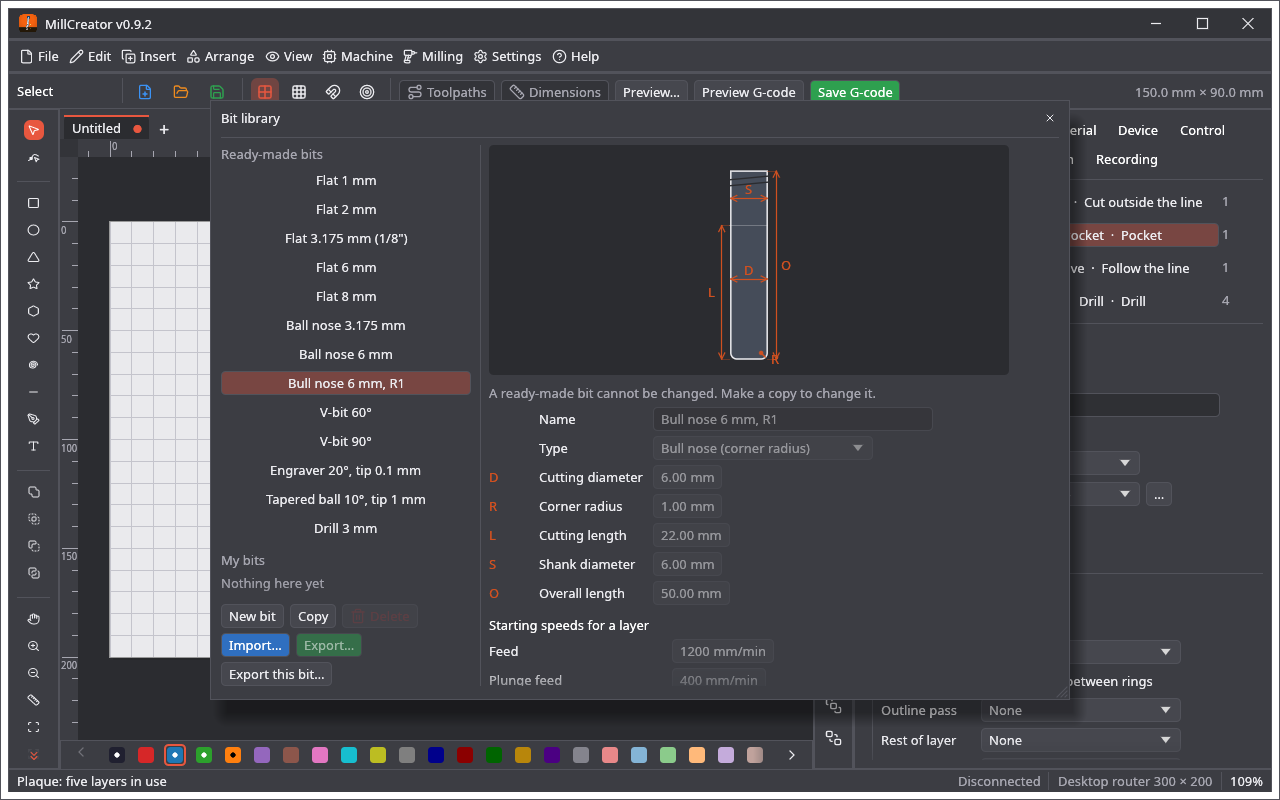 MillCreator v0.9.2
File Edit Insert Arrange View Machine Milling Settings Help
Select Toolpaths Dimensions Preview... Preview G-code Save G-code 150.0 mm × 90.0 mm
Untitled
Bit library
erial Device Control
Recording
0
0
50
100
150
200
Ready-made bits
Flat 1 mm
Flat 2 mm
Flat 3.175 mm (1/8")
Flat 6 mm
Flat 8 mm
Ball nose 3.175 mm
Ball nose 6 mm
Bull nose 6 mm, R1
V-bit 60°
V-bit 90°
Engraver 20°, tip 0.1 mm
Tapered ball 10°, tip 1 mm
Drill 3 mm
My bits
Nothing here yet
New bit Copy Delete
Import... Export...
Export this bit...
S
D
O
L
R
A ready-made bit cannot be changed. Make a copy to change it.
Name Bull nose 6 mm, R1
Type Bull nose (corner radius)
D Cutting diameter 6.00 mm
R Corner radius 1.00 mm
L Cutting length 22.00 mm
S Shank diameter 6.00 mm
O Overall length 50.00 mm
Starting speeds for a layer
Feed 1200 mm/min
Plunge feed 400 mm/min
· Cut outside the line 1
ocket · Pocket 1
ve · Follow the line 1
Drill · Drill 4
...
between rings
Outline pass None
Rest of layer None
Plaque: five layers in use
Disconnected Desktop router 300 × 200 109%